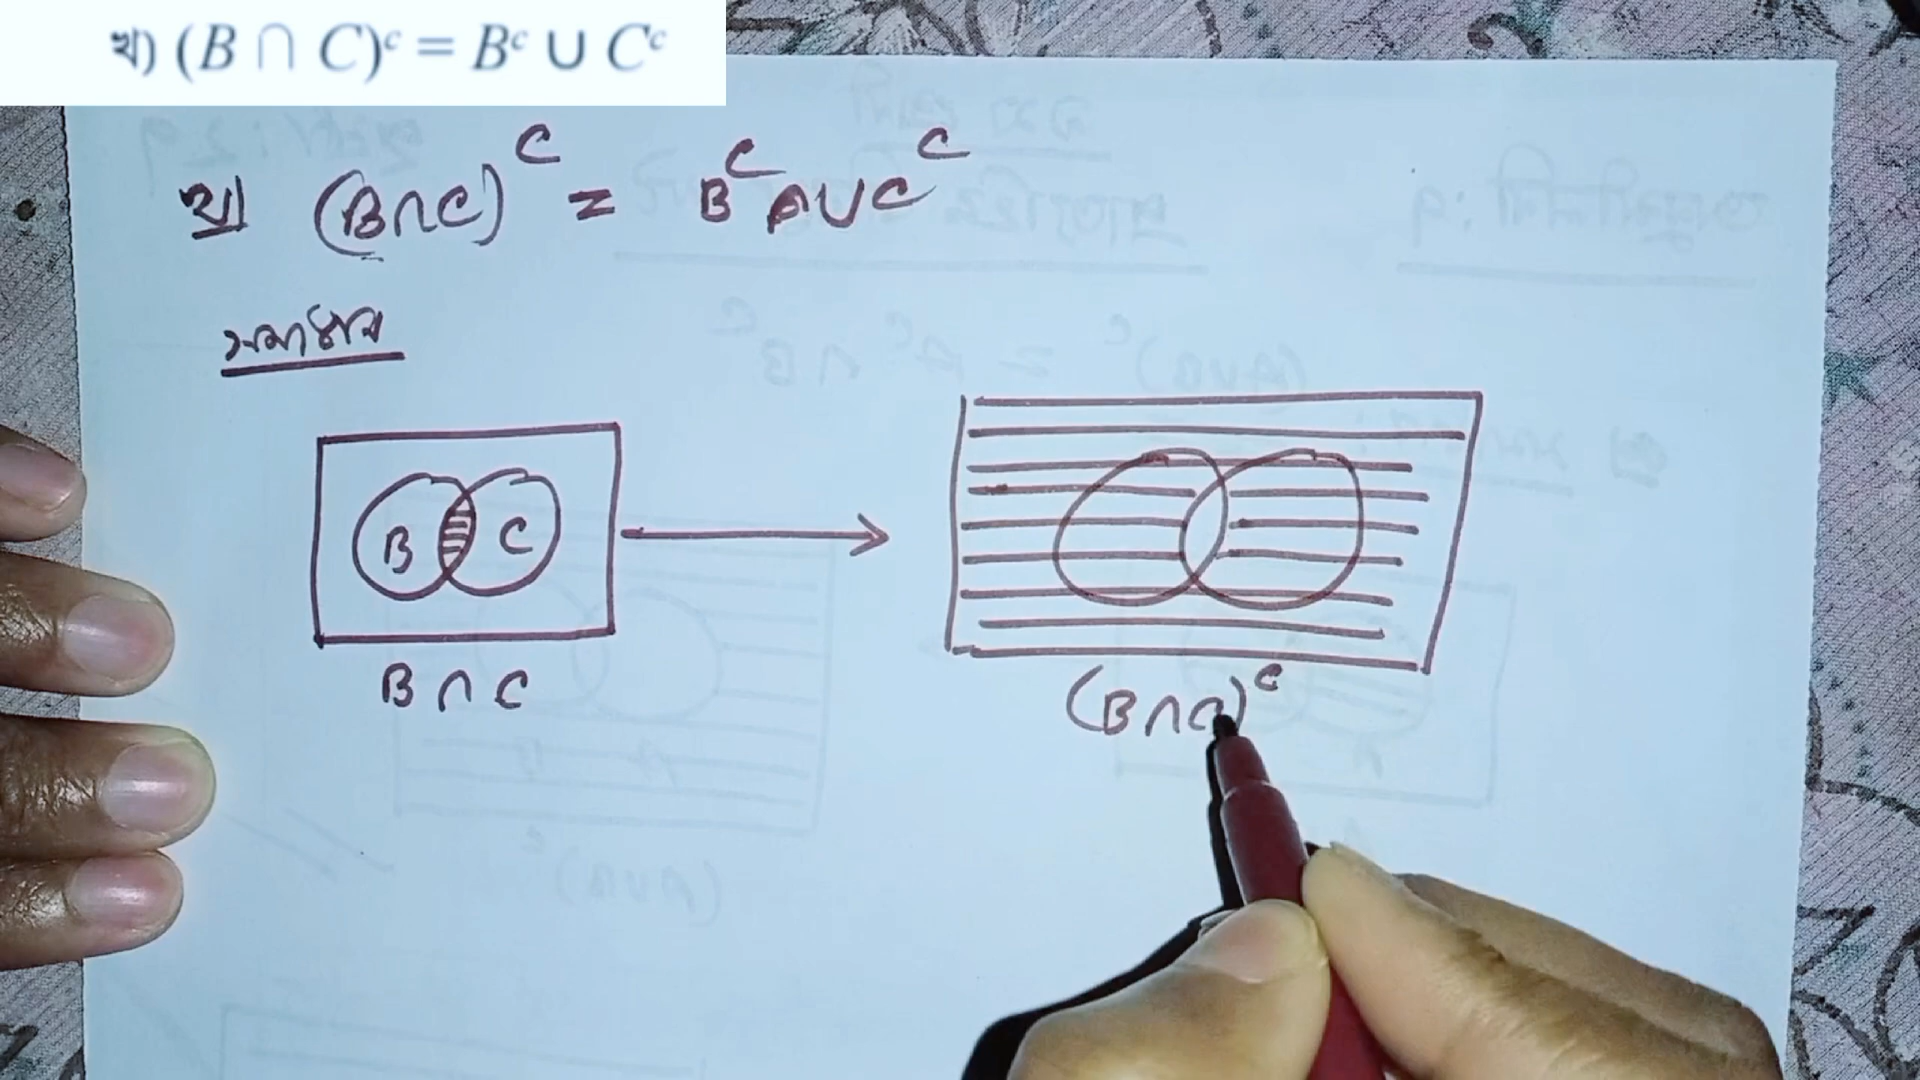 খ) (B ∩ C)ᶜ = Bᶜ ∪ Cᶜ
খ) (B∩C)ᶜ = Bᶜ ∪ Cᶜ
সমাধান
B C
B ∩ C
(B∩C)ᶜ